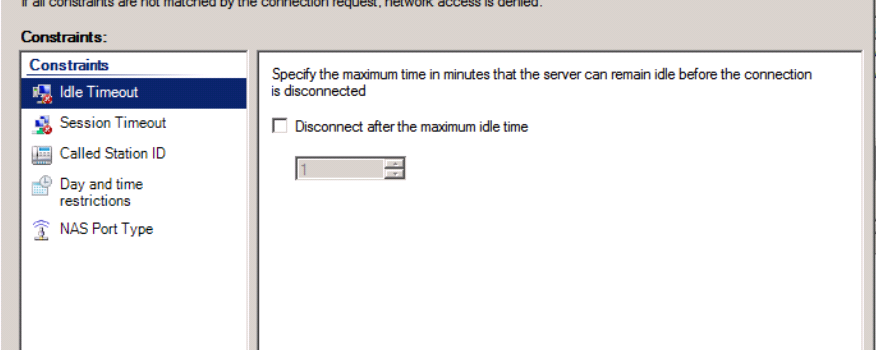 If all constraints are not matched by the connection request, network access is denied.
Constraints:
Constraints
Idle Timeout
Session Timeout
Called Station ID
Day and time
restrictions
NAS Port Type
Specify the maximum time in minutes that the server can remain idle before the connection
is disconnected
Disconnect after the maximum idle time
1